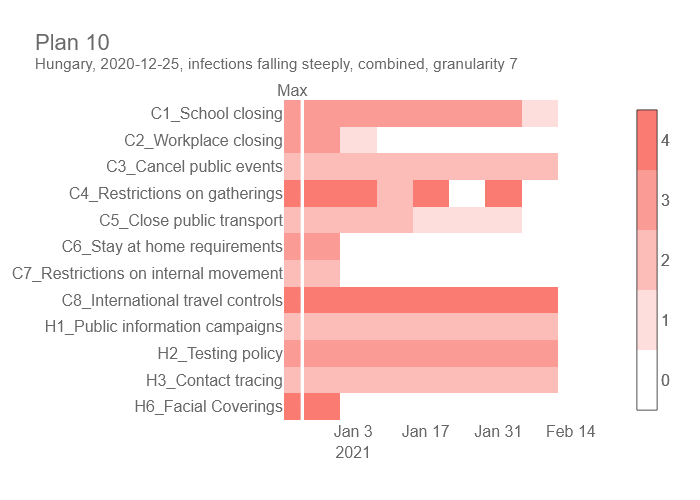 Plan 10
Hungary, 2020-12-25, infections falling steeply, combined, granularity 7
Max
C1_School closing
C2_Workplace closing
C3_Cancel public events
C4_Restrictions on gatherings
C5_Close public transport
C6_Stay at home requirements
C7_Restrictions on internal movement
C8_International travel controls
H1_Public information campaigns
H2_Testing policy
H3_Contact tracing
H6_Facial Coverings
Jan 3 Jan 17 Jan 31 Feb 14
2021
4
3
2
1
0